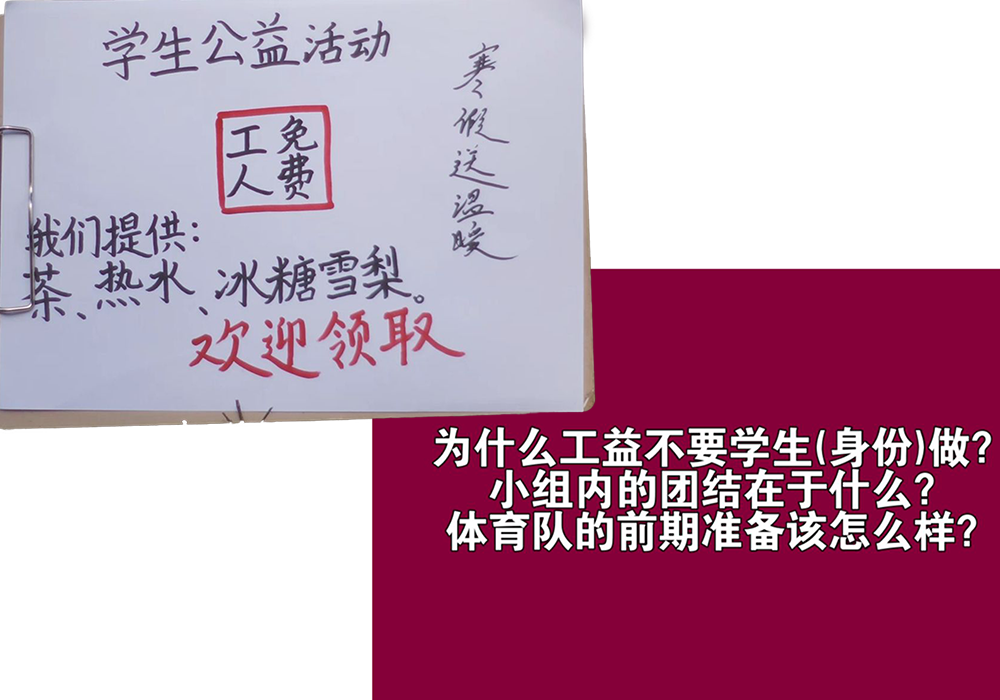 学生公益活动
寒假送温暖
工人
免费
我们提供：
茶、热水、冰糖雪梨。
欢迎领取
为什么工益不要学生(身份)做?
小组内的团结在于什么?
体育队的前期准备该怎么样?